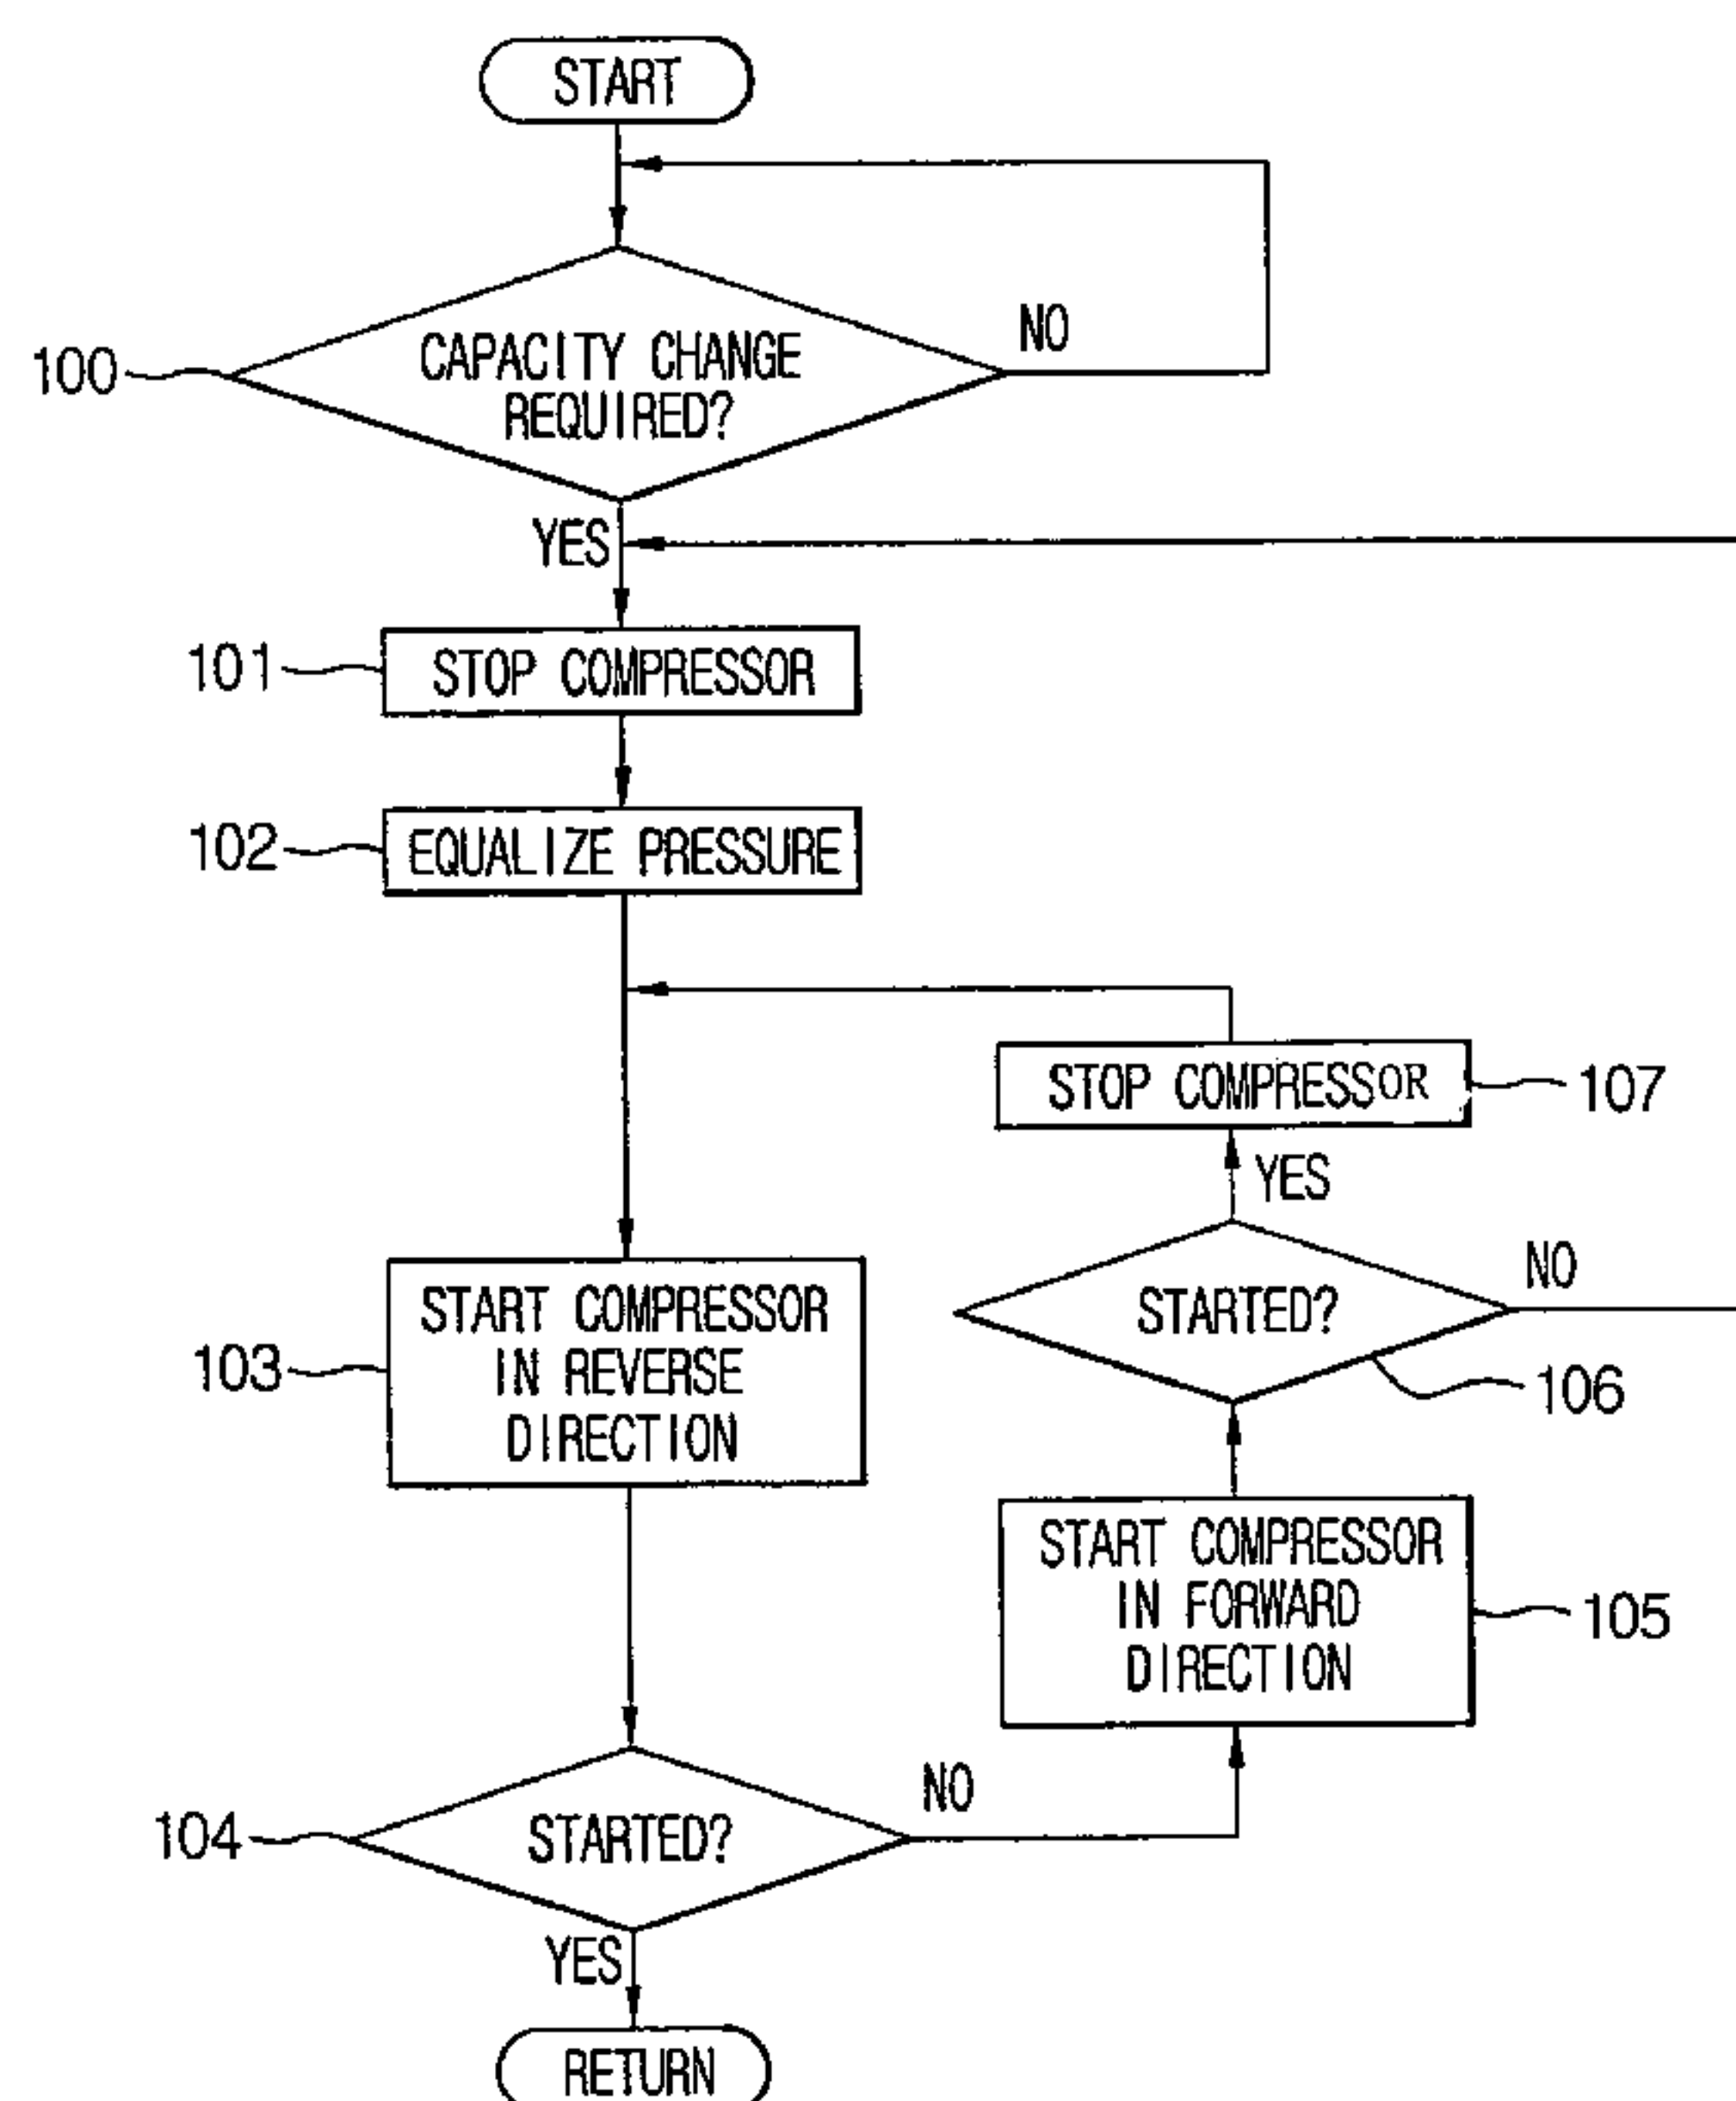 START
NO
100
CAPACITY CHANGE
REQUIRED?
YES
101
STOP COMPRESSOR
102
EQUALIZE PRESSURE
STOP COMPRESSOR
107
YES
103
START COMPRESSOR
IN REVERSE
DIRECTION
STARTED?
NO
106
START COMPRESSOR
IN FORWARD
DIRECTION
105
104
STARTED?
NO
YES
RETURN